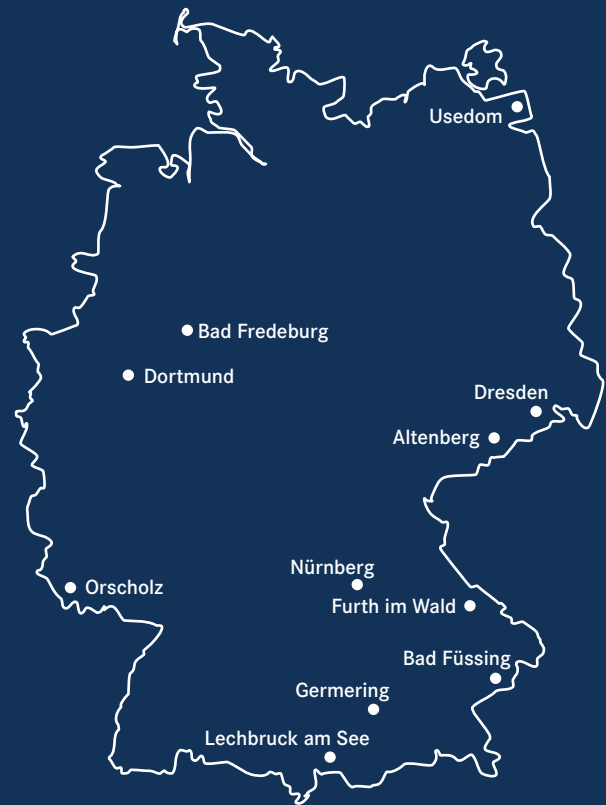 Usedom
Bad Fredeburg
Dortmund
Dresden
Altenberg
Nürnberg
Orscholz
Furth im Wald
Bad Füssing
Germering
Lechbruck am See